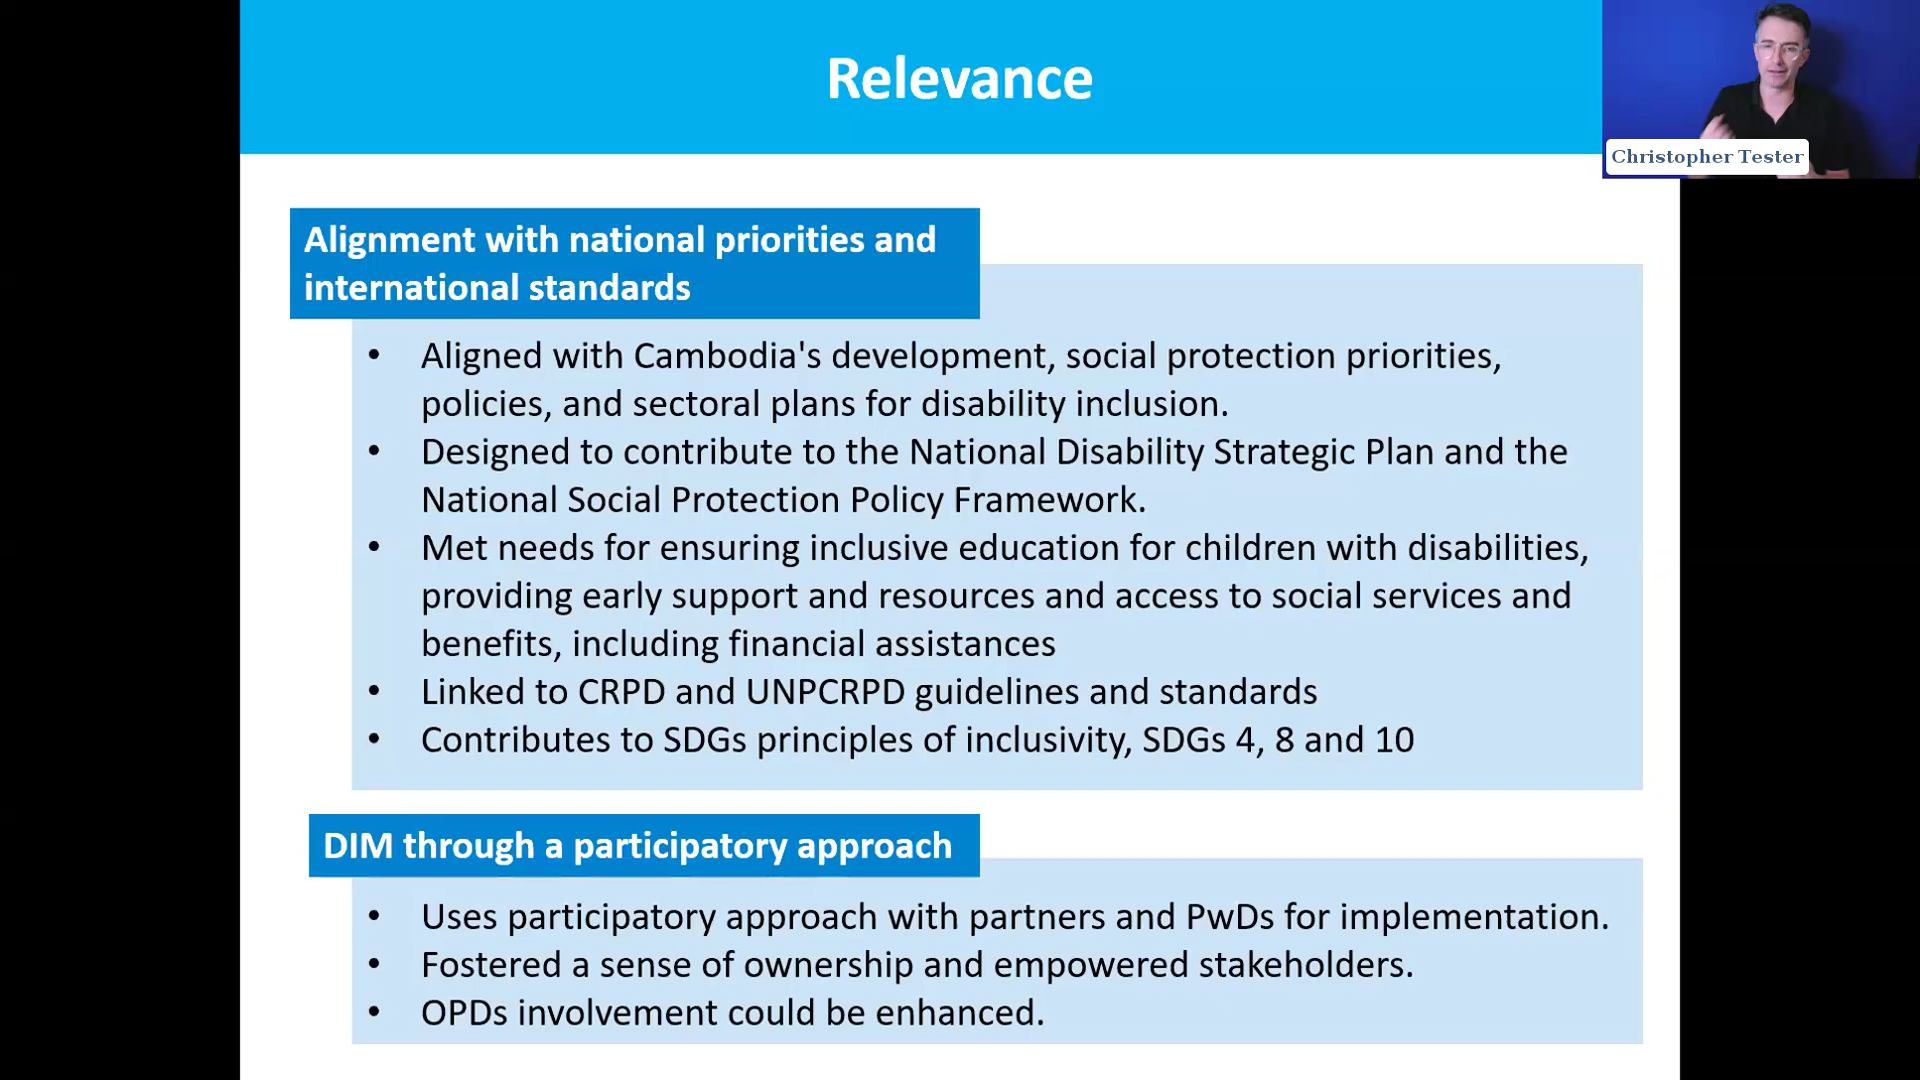 Relevance
Christopher Tester
Alignment with national priorities and
international standards
• Aligned with Cambodia's development, social protection priorities,
policies, and sectoral plans for disability inclusion.
• Designed to contribute to the National Disability Strategic Plan and the
National Social Protection Policy Framework.
• Met needs for ensuring inclusive education for children with disabilities,
providing early support and resources and access to social services and
benefits, including financial assistances
• Linked to CRPD and UNPCRPD guidelines and standards
• Contributes to SDGs principles of inclusivity, SDGs 4, 8 and 10
DIM through a participatory approach
• Uses participatory approach with partners and PwDs for implementation.
• Fostered a sense of ownership and empowered stakeholders.
• OPDs involvement could be enhanced.